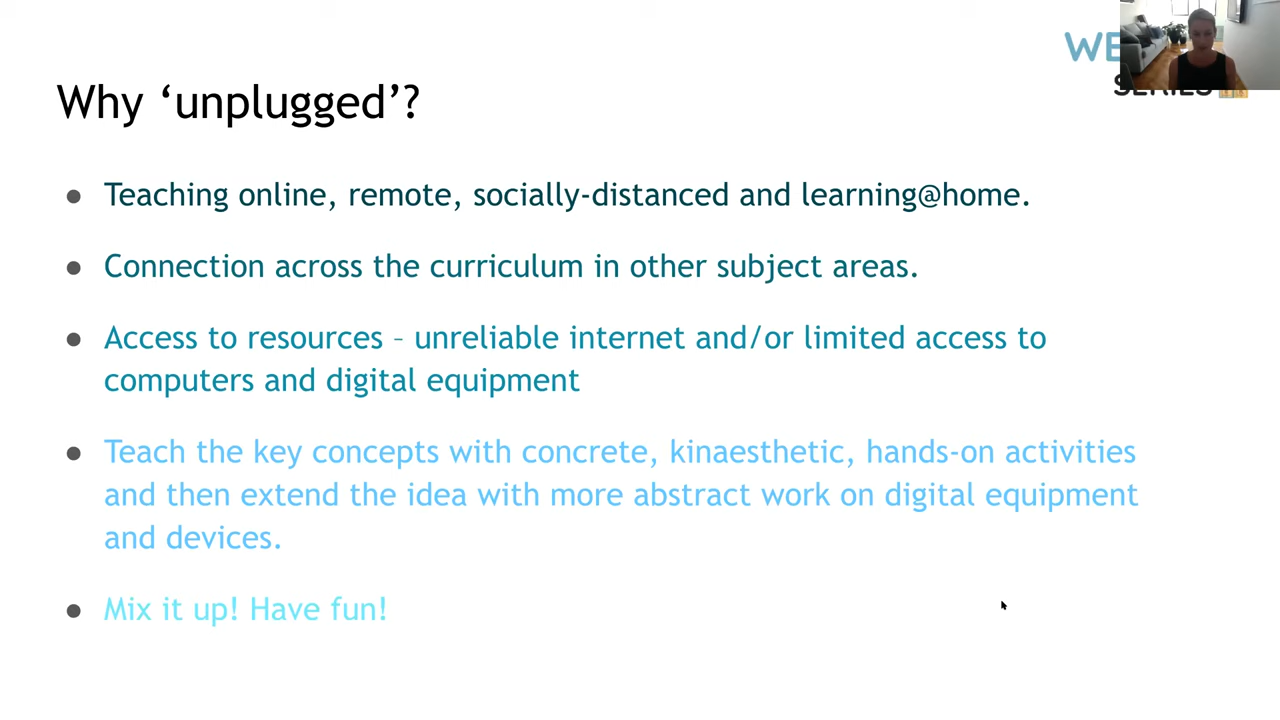 Why ‘unplugged’?
SERIES
● Teaching online, remote, socially-distanced and learning@home.
● Connection across the curriculum in other subject areas.
● Access to resources – unreliable internet and/or limited access to
computers and digital equipment
● Teach the key concepts with concrete, kinaesthetic, hands-on activities
and then extend the idea with more abstract work on digital equipment
and devices.
● Mix it up! Have fun!